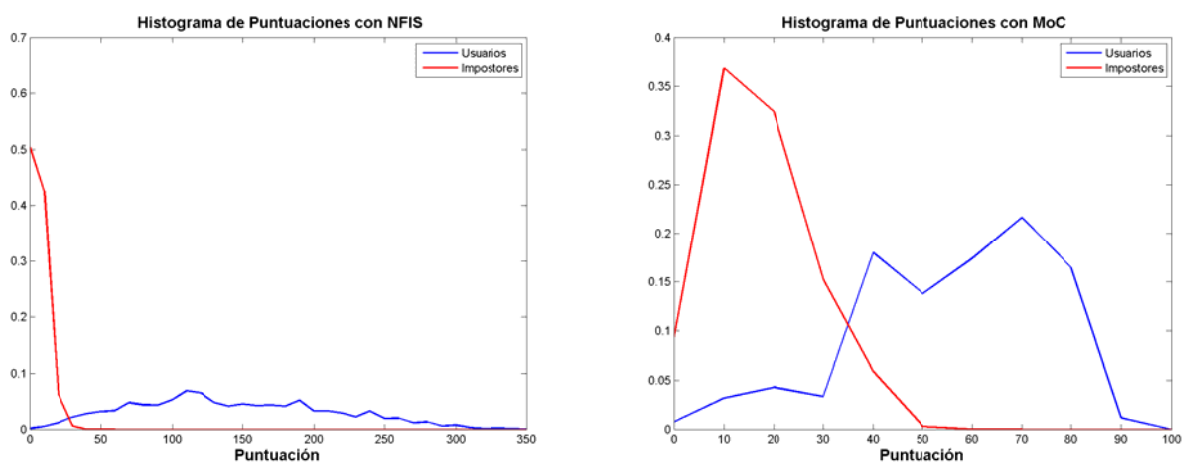 Histograma de Puntuaciones con NFIS
0.7
0.6
0.5
0.4
0.3
0.2
0.1
0
0 50 100 150 200 250 300 350
Puntuación
Usuarios
Impostores
Histograma de Puntuaciones con MoC
0.4
0.35
0.3
0.25
0.2
0.15
0.1
0.05
0
0 10 20 30 40 50 60 70 80 90 100
Puntuación
Usuarios
Impostores